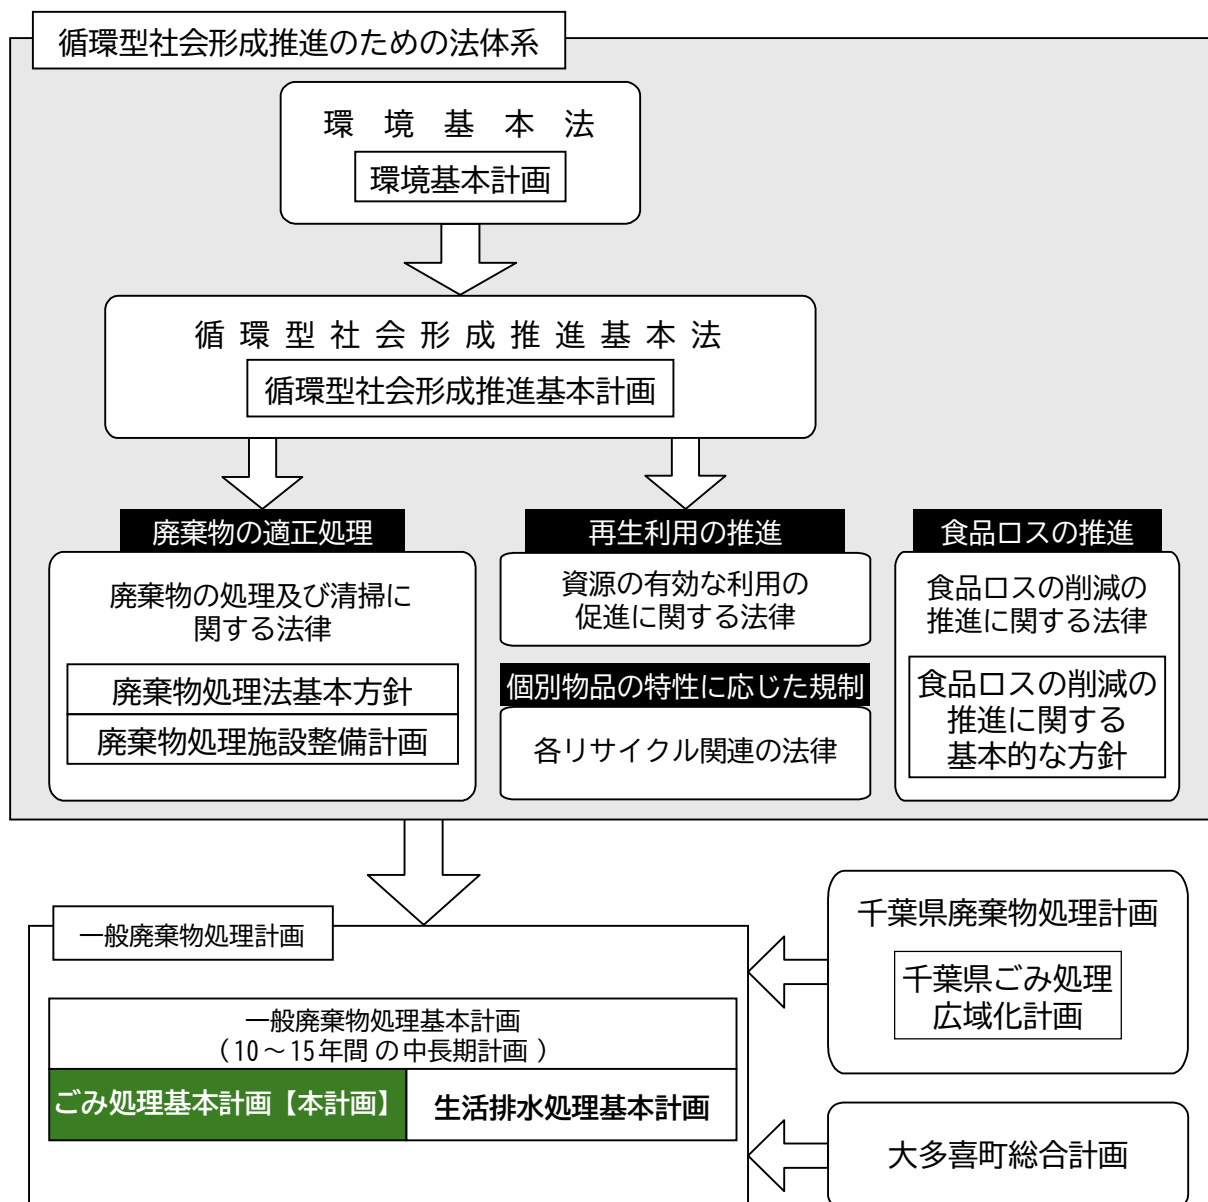 循環型社会形成推進のための法体系
環境基本法
環境基本計画
循環型社会形成推進基本法
循環型社会形成推進基本計画
廃棄物の適正処理
廃棄物の処理及び清掃に
関する法律
廃棄物処理法基本方針
廃棄物処理施設整備計画
再生利用の推進
資源の有効な利用の
促進に関する法律
個別物品の特性に応じた規制
各リサイクル関連の法律
食品ロスの推進
食品ロスの削減の
推進に関する法律
食品ロスの削減の
推進に関する
基本的な方針
一般廃棄物処理計画
一般廃棄物処理基本計画
(10~15年間の中長期計画)
ごみ処理基本計画【本計画】
生活排水処理基本計画
千葉県廃棄物処理計画
千葉県ごみ処理
広域化計画
大多喜町総合計画